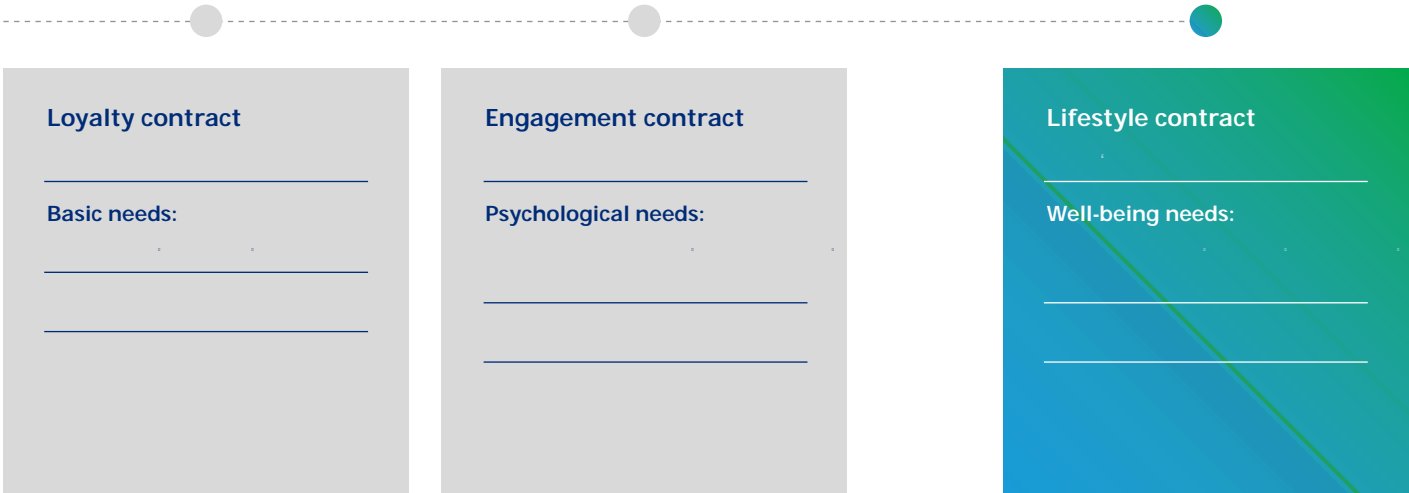 Loyalty contract
Basic needs:
Engagement contract
Psychological needs:
Lifestyle contract
Well-being needs: